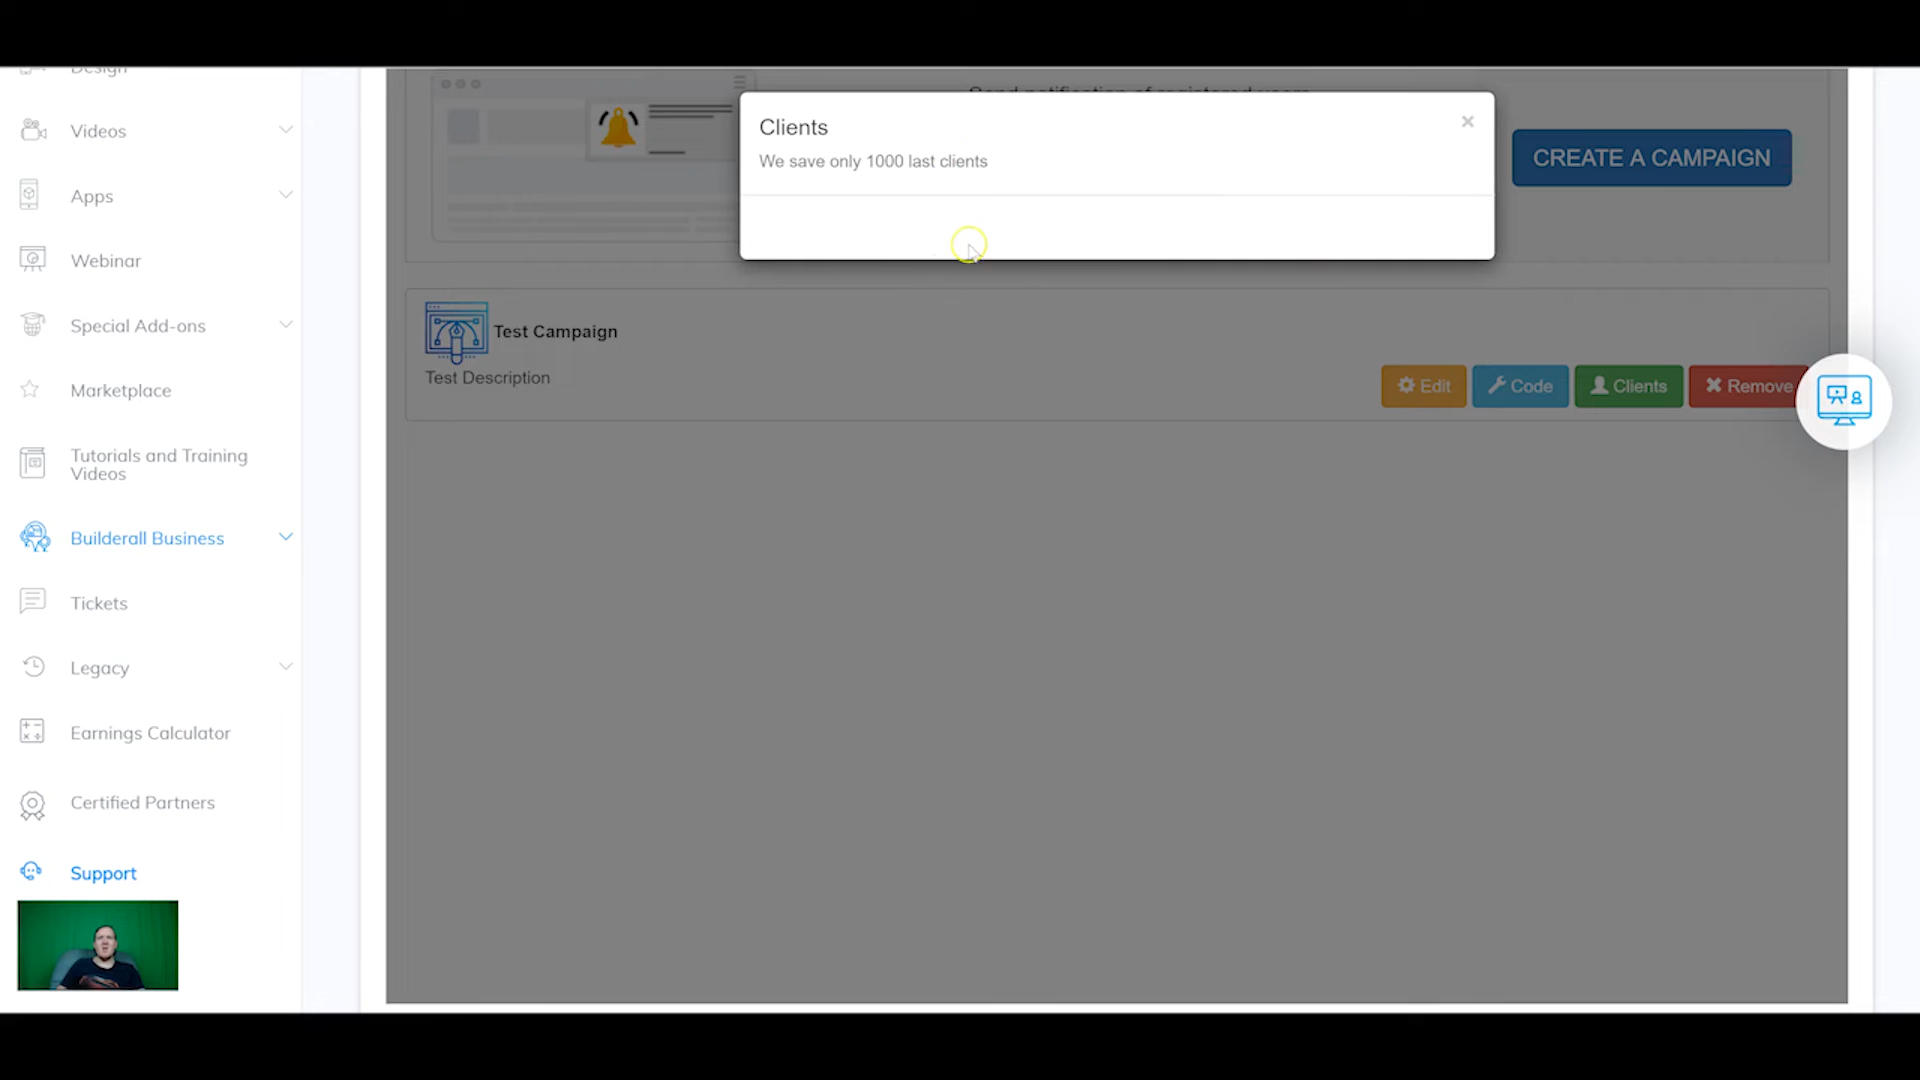 Design
Videos
Apps
Webinar
Special Add-ons
Marketplace
Tutorials and Training
Videos
Builderall Business
Tickets
Legacy
Earnings Calculator
Certified Partners
Support
Send notification of registered users
Clients
We save only 1000 last clients
CREATE A CAMPAIGN
Test Campaign
Test Description
Edit
Code
Clients
Remove